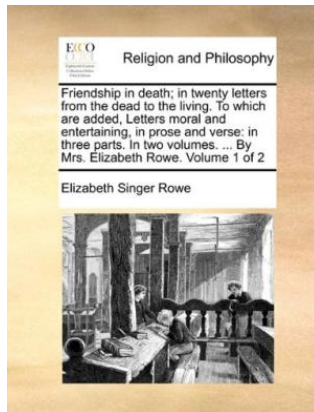 ECCO
Religion and Philosophy
Friendship in death; in twenty letters
from the dead to the living. To which
are added, Letters moral and
entertaining, in prose and verse: in
three parts. In two volumes. ... By
Mrs. Elizabeth Rowe. Volume 1 of 2
Elizabeth Singer Rowe